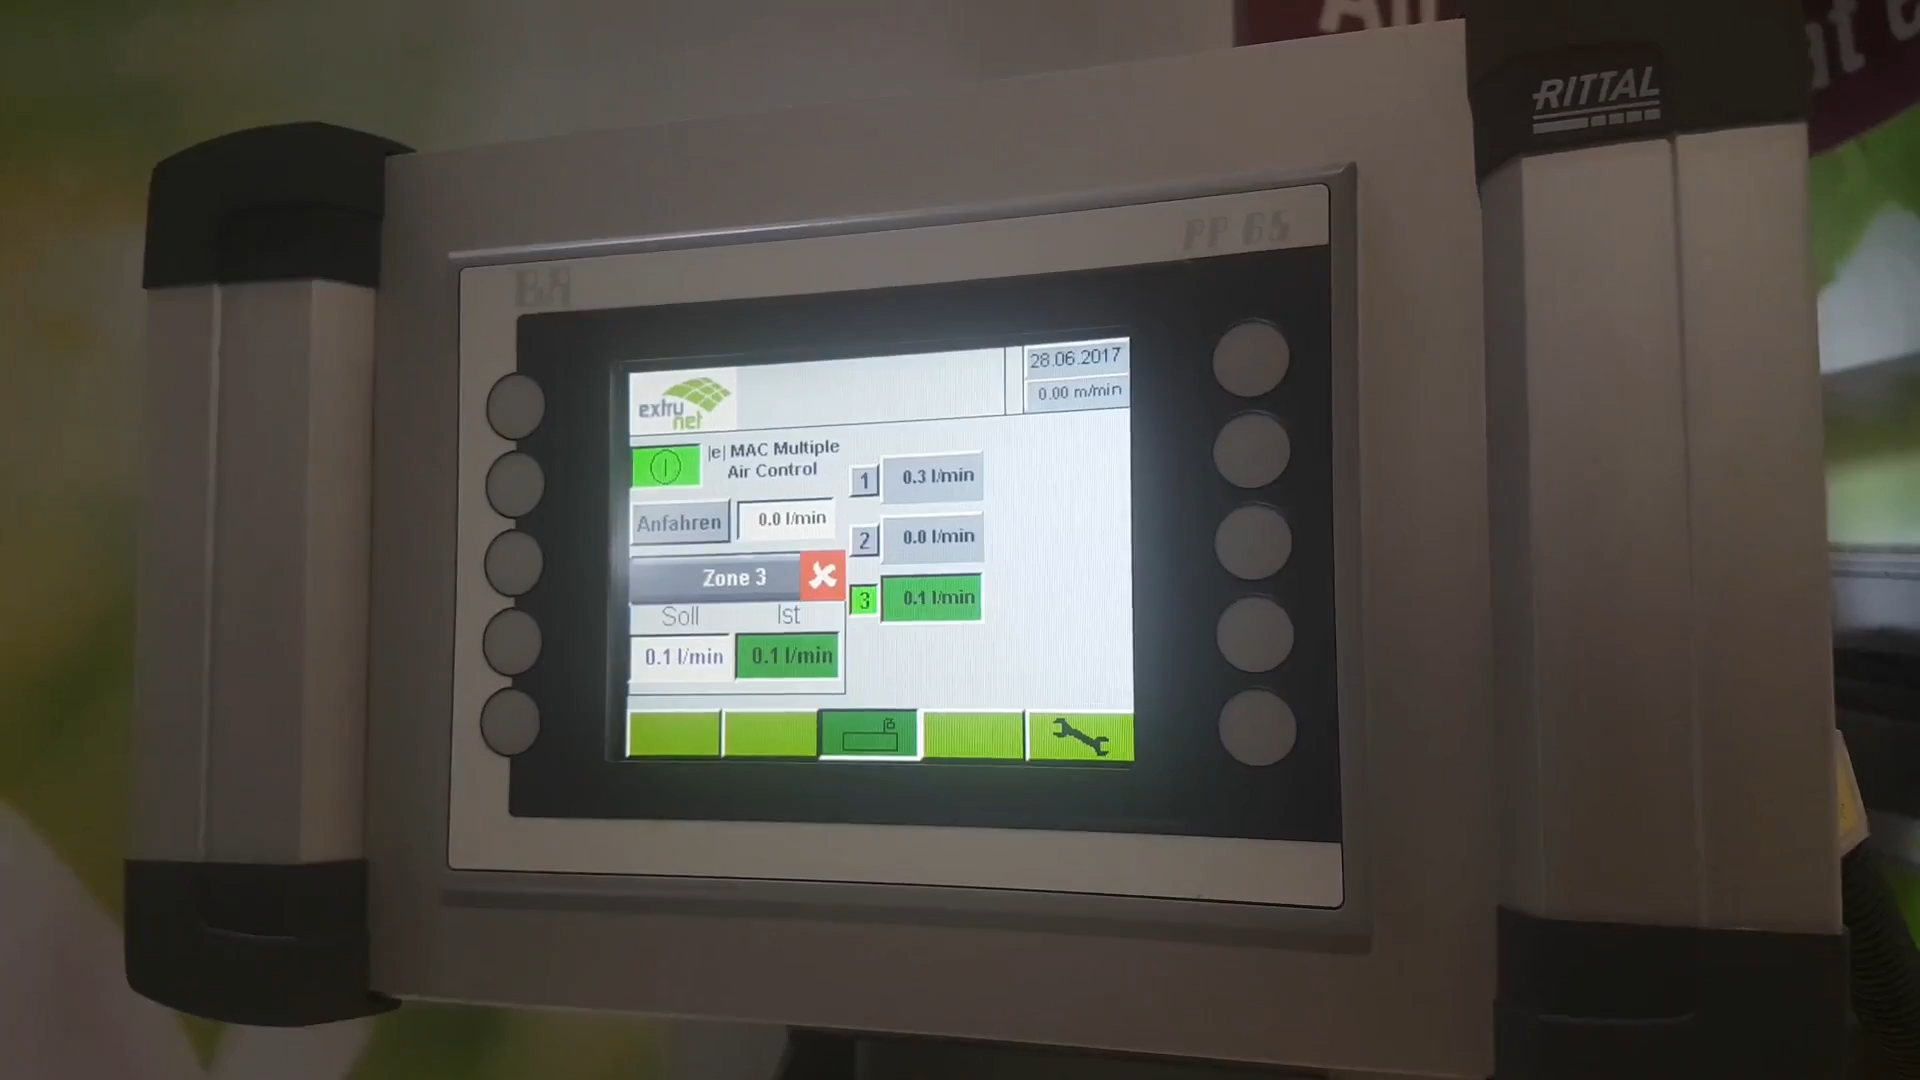 RITTAL
PP 65
B&R
28.06.2017
extru
net
0.00 m/min
|e| MAC Multiple
Air Control
1 0.3 l/min
Anfahren 0.0 l/min
2 0.0 l/min
Zone 3
3 0.1 l/min
Soll Ist
0.1 l/min 0.1 l/min